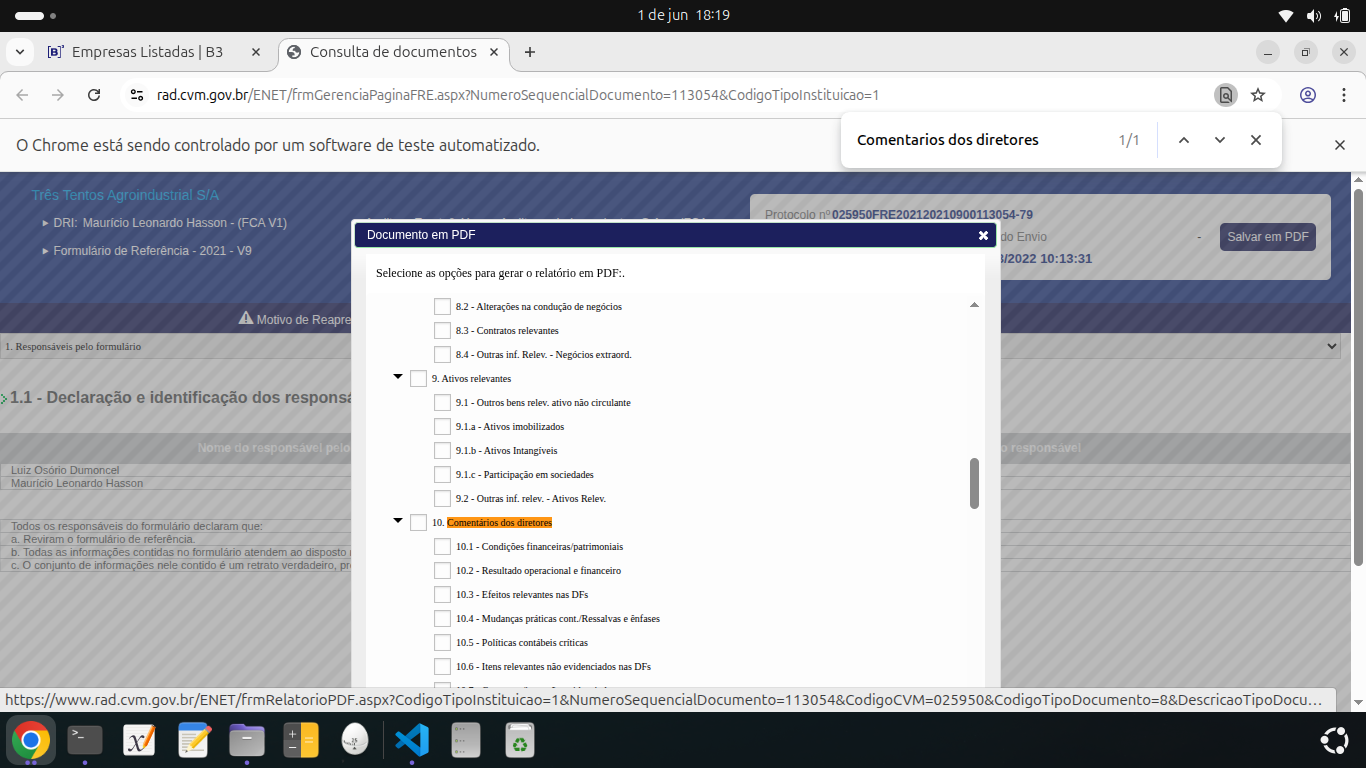 1 de jun 18:19
Empresas Listadas | B3
Consulta de documentos
rad.cvm.gov.br/ENET/frmGerenciaPaginaFRE.aspx?NumeroSequencialDocumento=113054&CodigoTipoInstituicao=1
O Chrome está sendo controlado por um software de teste automatizado.
Comentarios dos diretores 1/1
Três Tentos Agroindustrial S/A
DRI: Maurício Leonardo Hasson - (FCA V1)
Formulário de Referência - 2021 - V9
Protocolo nº 025950FRE202120210900113054-79
do Envio -
/2022 10:13:31
Salvar em PDF
Motivo de Reapre
1. Responsáveis pelo formulário
1.1 - Declaração e identificação dos responsá
Nome do responsável pelo
o responsável
Luiz Osório Dumoncel
Maurício Leonardo Hasson
Todos os responsáveis do formulário declaram que:
a. Reviram o formulário de referência.
b. Todas as informações contidas no formulário atendem ao disposto
c. O conjunto de informações nele contido é um retrato verdadeiro, pr
Documento em PDF
Selecione as opções para gerar o relatório em PDF:.
8.2 - Alterações na condução de negócios
8.3 - Contratos relevantes
8.4 - Outras inf. Relev. - Negócios extraord.
9. Ativos relevantes
9.1 - Outros bens relev. ativo não circulante
9.1.a - Ativos imobilizados
9.1.b - Ativos Intangíveis
9.1.c - Participação em sociedades
9.2 - Outras inf. relev. - Ativos Relev.
10. Comentários dos diretores
10.1 - Condições financeiras/patrimoniais
10.2 - Resultado operacional e financeiro
10.3 - Efeitos relevantes nas DFs
10.4 - Mudanças práticas cont./Ressalvas e ênfases
10.5 - Políticas contábeis críticas
10.6 - Itens relevantes não evidenciados nas DFs
https://www.rad.cvm.gov.br/ENET/frmRelatorioPDF.aspx?CodigoTipoInstituicao=1&NumeroSequencialDocumento=113054&CodigoCVM=025950&CodigoTipoDocumento=8&DescricaoTipoDocu…